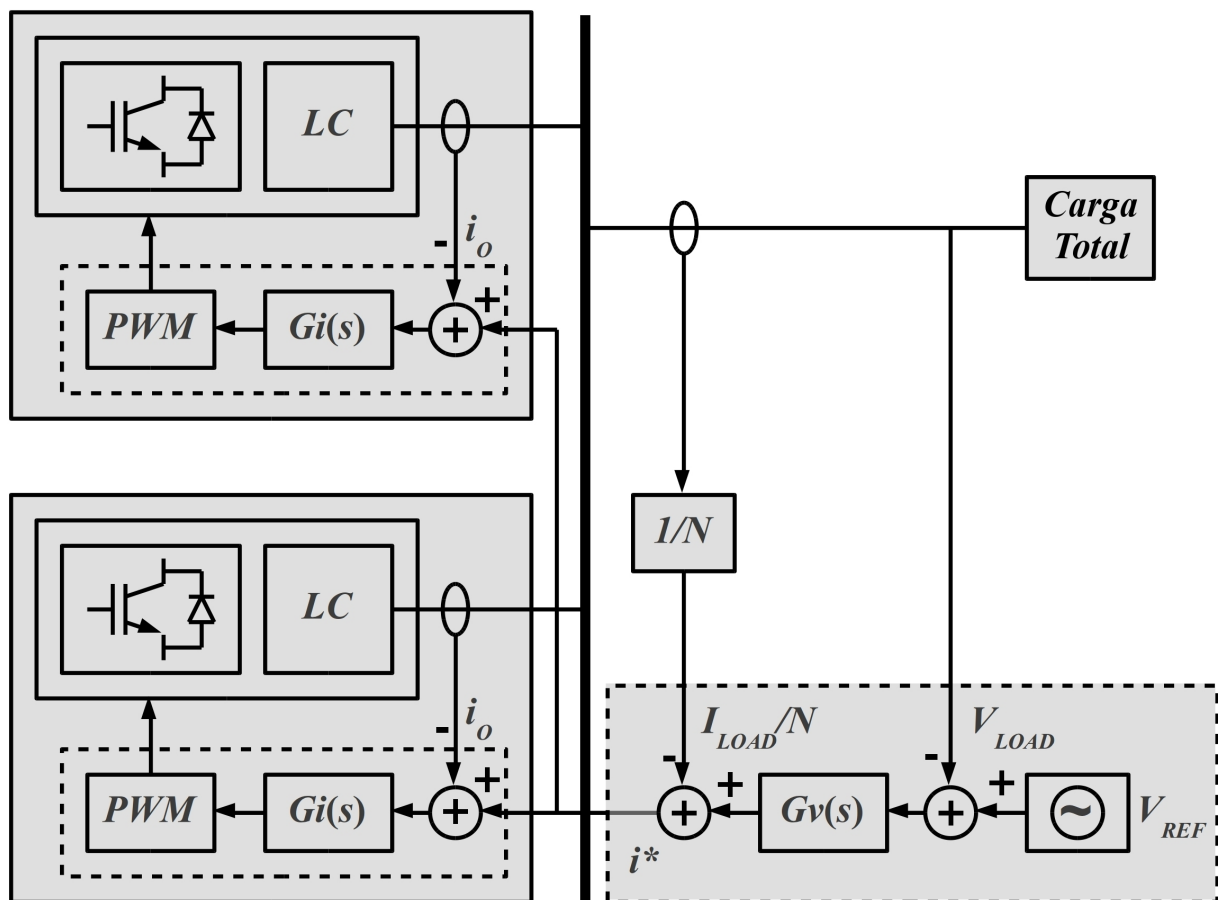 LC
i_O
-
+
PWM
Gi(s)
+
Carga
Total
1/N
LC
i_O
-
+
PWM
Gi(s)
+
I_LOAD/N
V_LOAD
-
-
+
+
+
Gv(s)
+
~
V_REF
i*